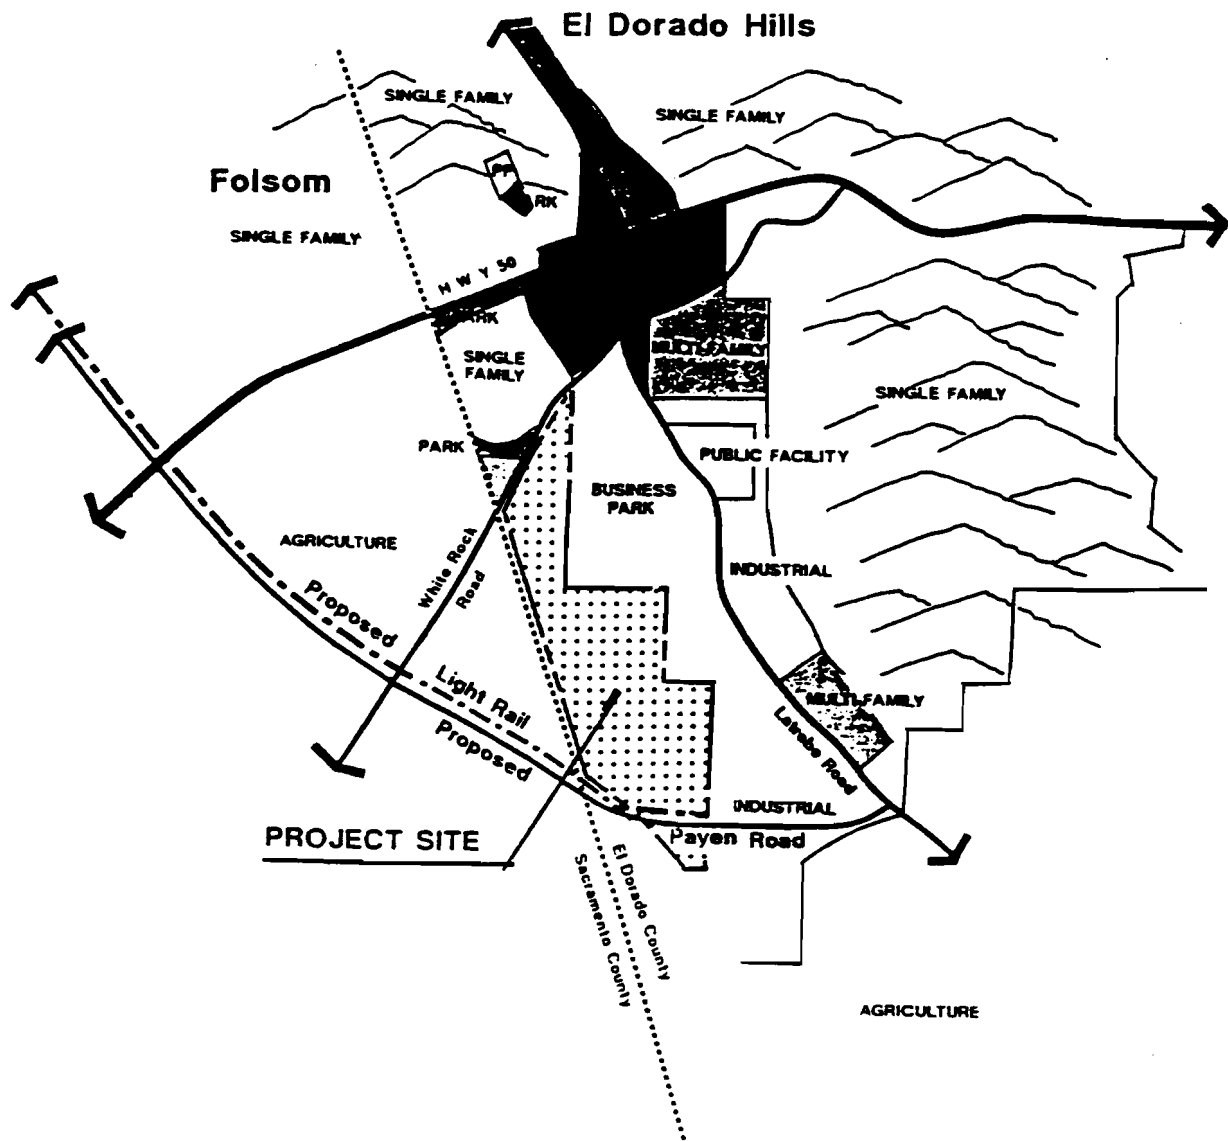 El Dorado Hills
SINGLE FAMILY
SINGLE FAMILY
Folsom
SINGLE FAMILY
HWY 50
SINGLE
FAMILY
MULTI-FAMILY
SINGLE FAMILY
PARK
PUBLIC FACILITY
BUSINESS
PARK
AGRICULTURE
White Rock
Road
INDUSTRIAL
Proposed
Light Rail
Proposed
MULTI-FAMILY
Latrobe Road
INDUSTRIAL
Payen Road
PROJECT SITE
El Dorado County
Sacramento County
AGRICULTURE